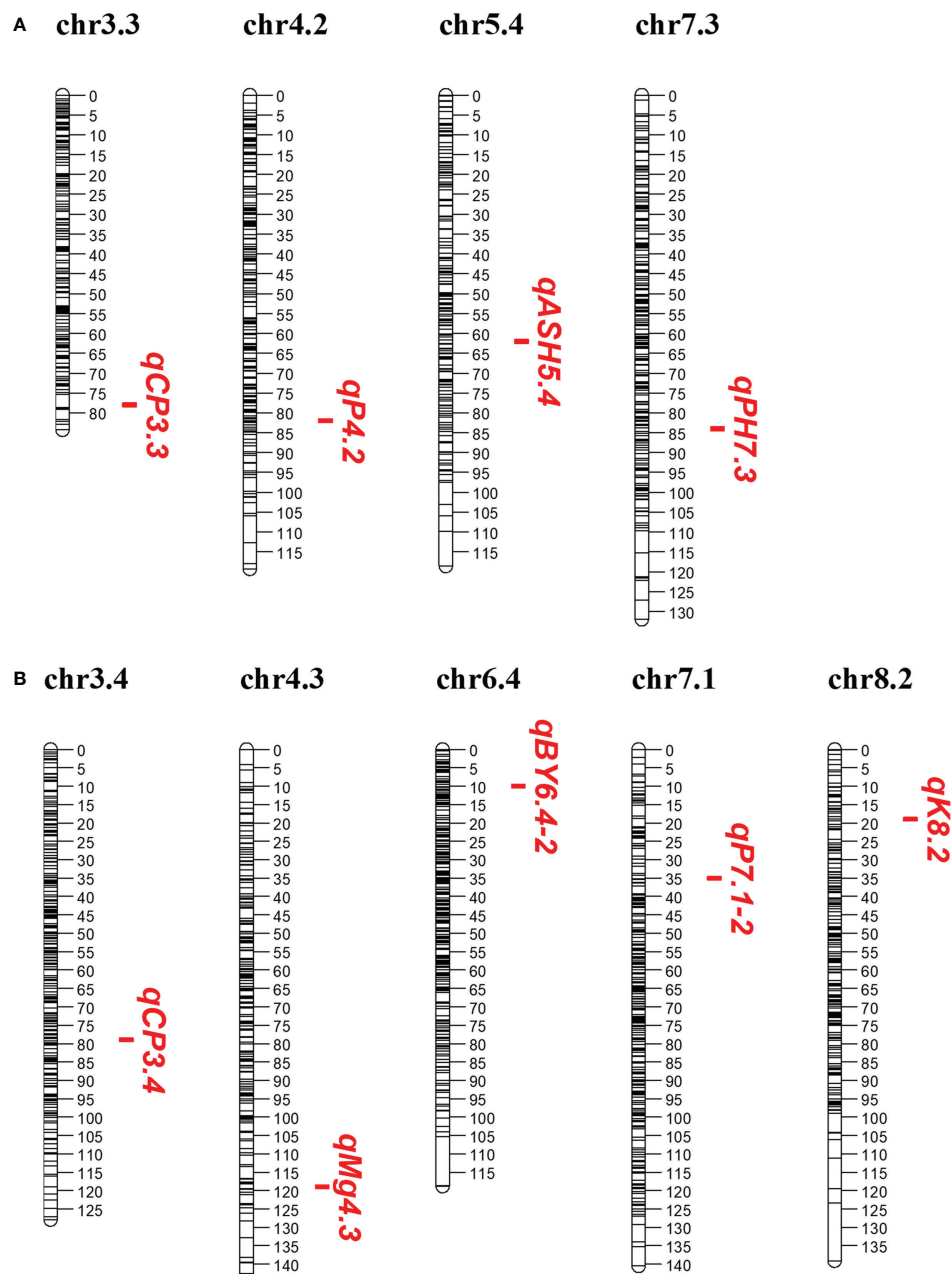 A chr3.3 chr4.2 chr5.4 chr7.3
0 0 0 0
5 5 5 5
10 10 10 10
15 15 15 15
20 20 20 20
25 25 25 25
30 30 30 30
35 35 35 35
40 40 40 40
45 45 45 45
50 50 50 50
55 55 55 55
60 60 60 60
65 65 65 65
70 70 70 70
75 75 75 75
80 80 80 80
85 85 85
90 90 90
95 95 95
100 100 100
105 105 105
110 110 110
115 115 115
120
125
130
qCP3.3
qP4.2
qASH5.4
qPH7.3
B chr3.4 chr4.3 chr6.4 chr7.1 chr8.2
0 0 0 0 0
5 5 5 5 5
10 10 10 10 10
15 15 15 15 15
20 20 20 20 20
25 25 25 25 25
30 30 30 30 30
35 35 35 35 35
40 40 40 40 40
45 45 45 45 45
50 50 50 50 50
55 55 55 55 55
60 60 60 60 60
65 65 65 65 65
70 70 70 70 70
75 75 75 75 75
80 80 80 80 80
85 85 85 85 85
90 90 90 90 90
95 95 95 95 95
100 100 100 100 100
105 105 105 105 105
110 110 110 110 110
115 115 115 115 115
120 120 120 120
125 125 125 125
130 130 130
135 135 135
140 140
qCP3.4
qMg4.3
qBY6.4-2
qP7.1-2
qK8.2